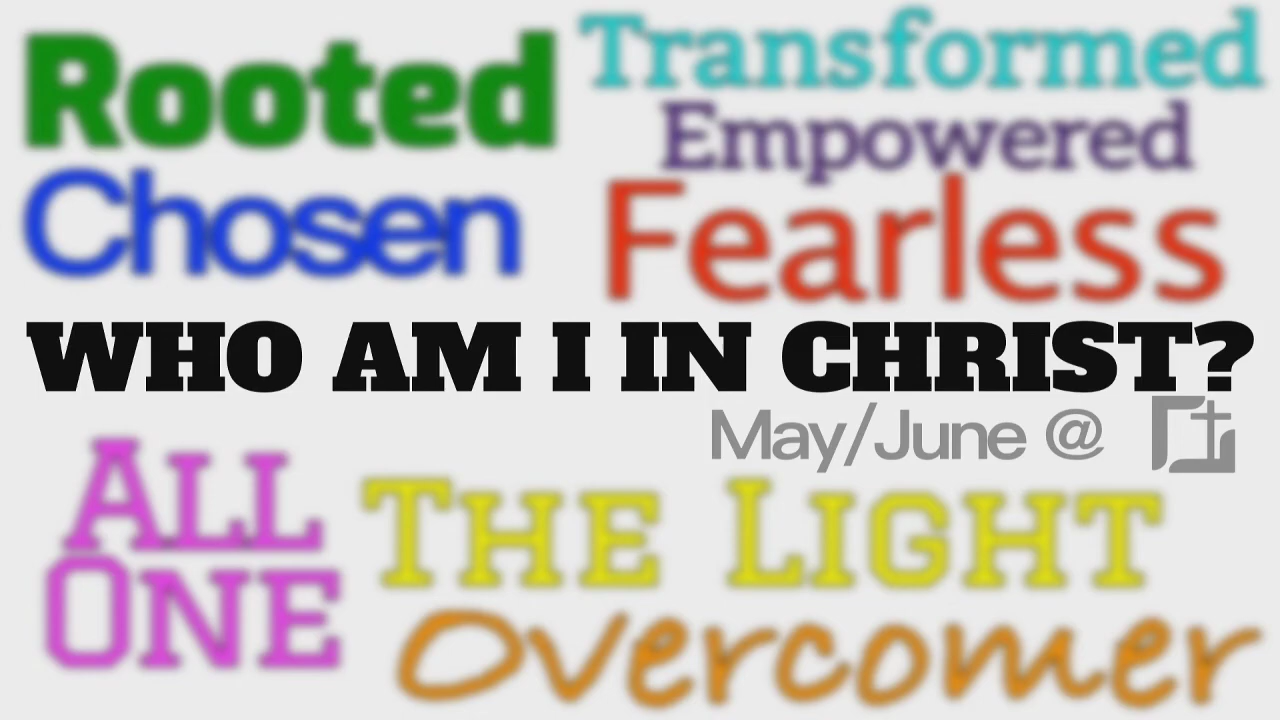 Rooted
Transformed
Empowered
Chosen
Fearless
WHO AM I IN CHRIST?
May/June @
ALL
ONE
THE LIGHT
Overcomer